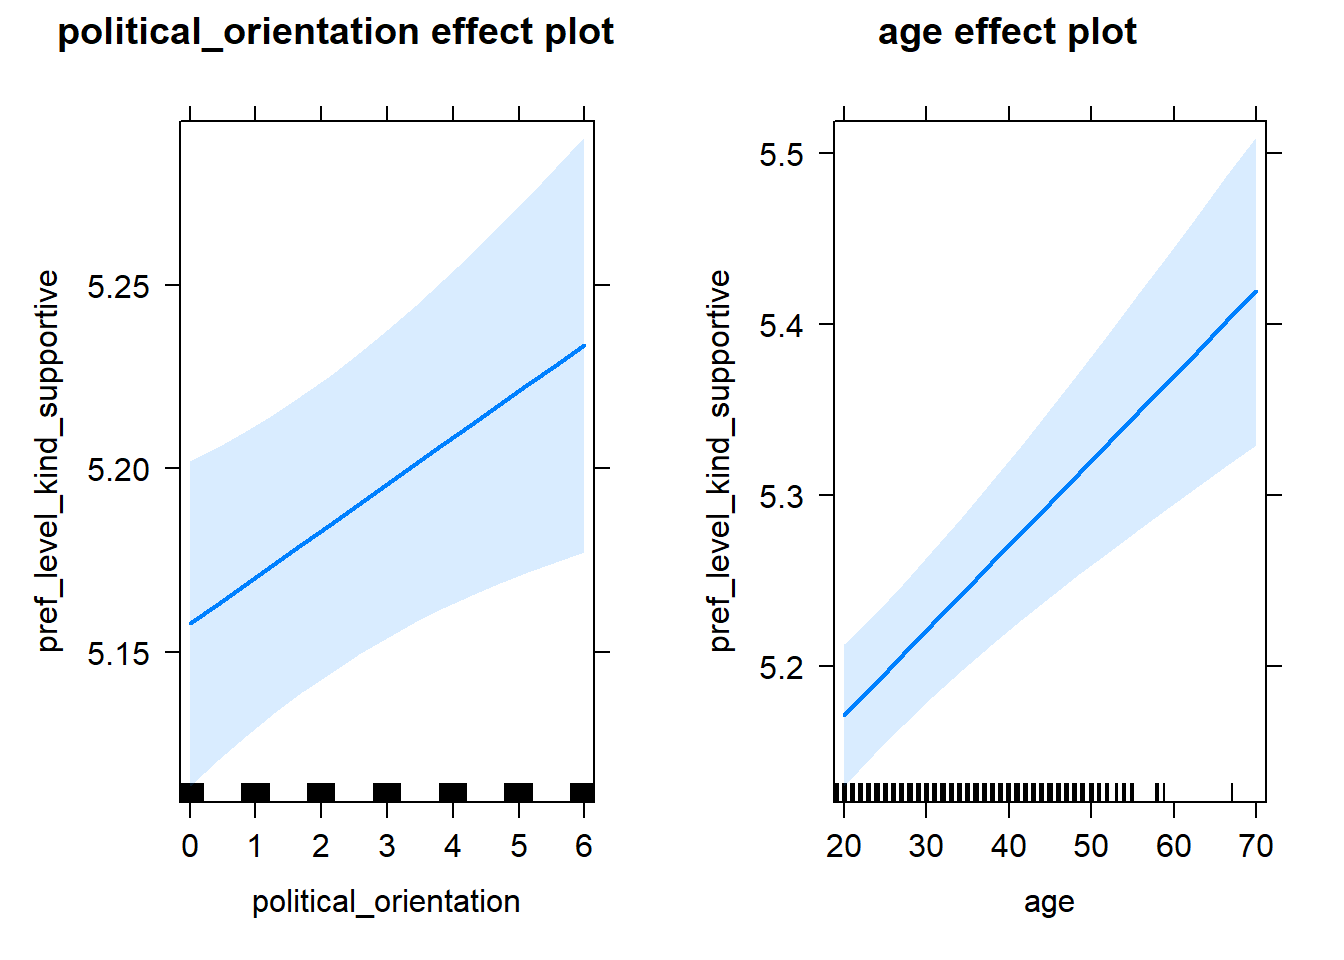 political_orientation effect plot
pref_level_kind_supportive
5.25
5.20
5.15
0 1 2 3 4 5 6
political_orientation
age effect plot
pref_level_kind_supportive
5.5
5.4
5.3
5.2
20 30 40 50 60 70
age